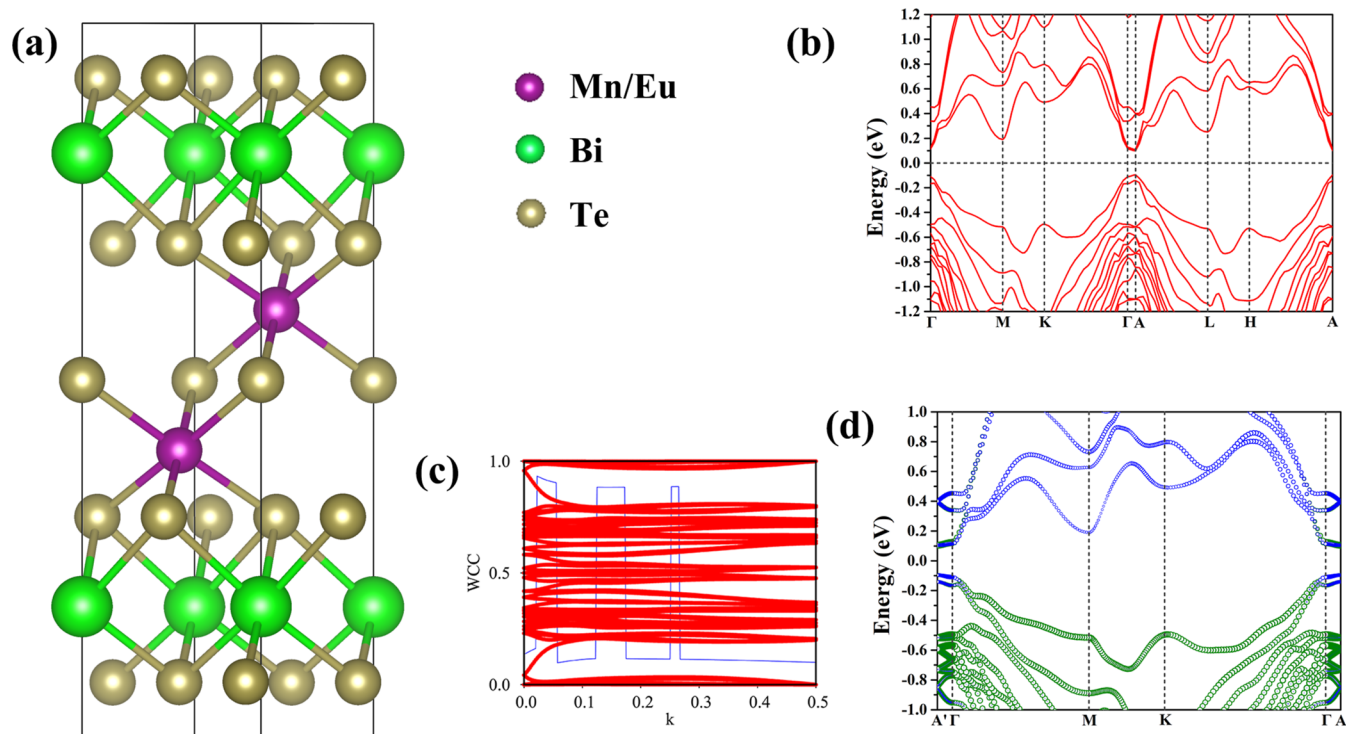 (a)
Mn/Eu
Bi
Te
(b)
Energy (eV)
1.2
1.0
0.8
0.6
0.4
0.2
0.0
-0.2
-0.4
-0.6
-0.8
-1.0
-1.2
Γ M K Γ A L H A
(c)
WCC
1.0
0.5
0.0
0.0 0.1 0.2 0.3 0.4 0.5
k
(d)
Energy (eV)
1.0
0.8
0.6
0.4
0.2
0.0
-0.2
-0.4
-0.6
-0.8
-1.0
A' Γ M K Γ A